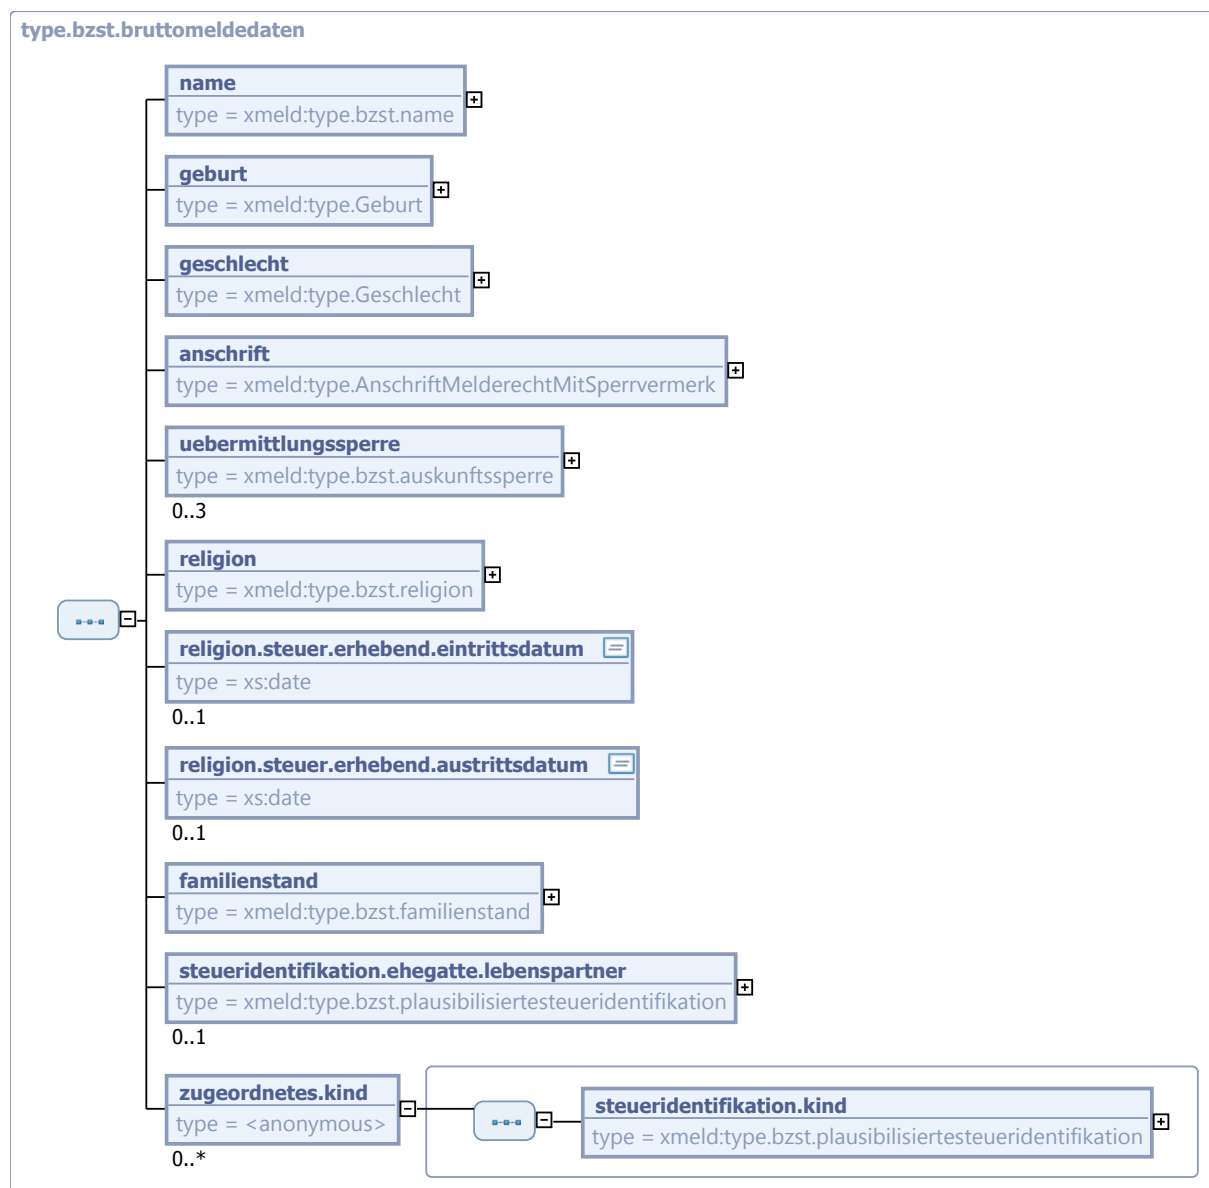 type.bzst.bruttomeldedaten
name
type = xmeld:type.bzst.name
geburt
type = xmeld:type.Geburt
geschlecht
type = xmeld:type.Geschlecht
anschrift
type = xmeld:type.AnschriftMelderechtMitSperrvermerk
uebermittlungssperre
type = xmeld:type.bzst.auskunftssperre
0..3
religion
type = xmeld:type.bzst.religion
religion.steuer.erhebend.eintrittsdatum
type = xs:date
0..1
religion.steuer.erhebend.austrittsdatum
type = xs:date
0..1
familienstand
type = xmeld:type.bzst.familienstand
steueridentifikation.ehegatte.lebenspartner
type = xmeld:type.bzst.plausibilisiertesteueridentifikation
0..1
zugeordnetes.kind
type = <anonymous>
0..*
steueridentifikation.kind
type = xmeld:type.bzst.plausibilisiertesteueridentifikation